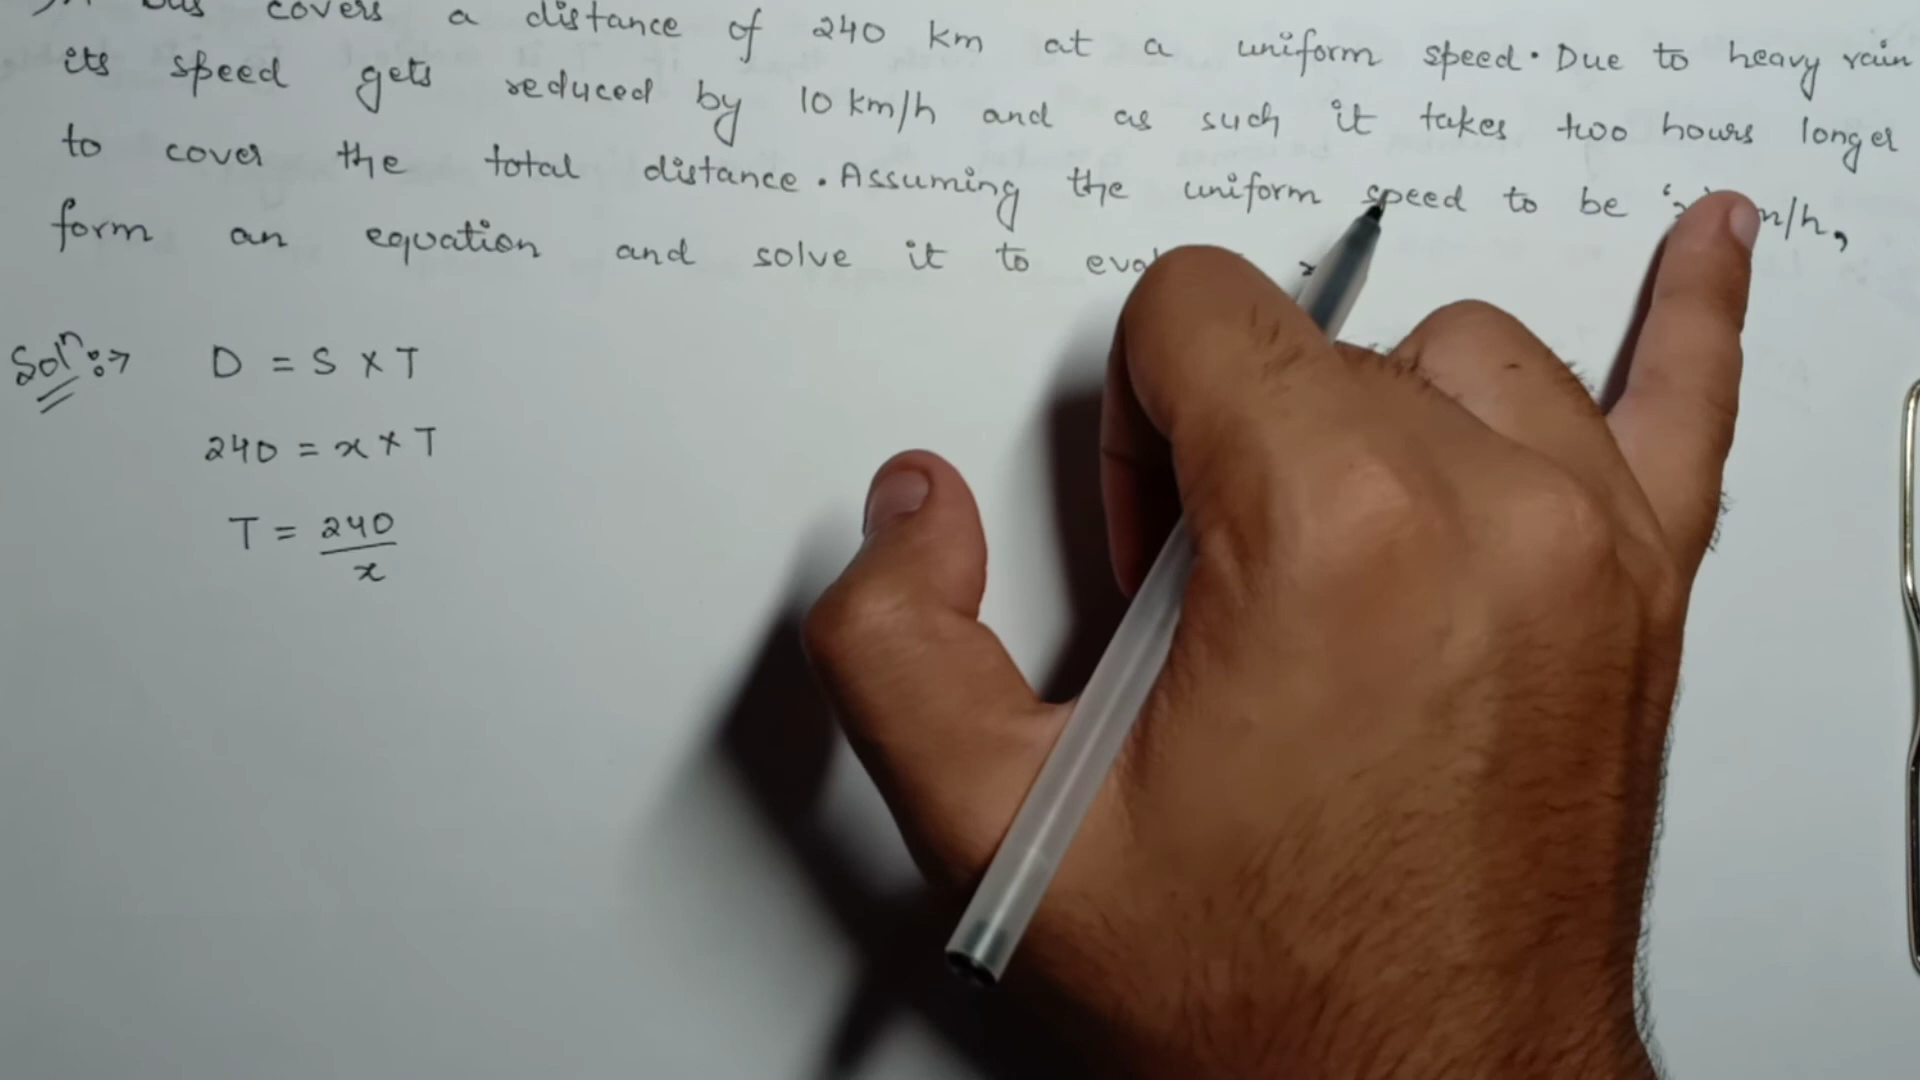 covers a distance of 240 km at a uniform speed. Due to heavy rain
its speed gets reduced by 10 km/h and as such it takes two hours longer
to cover the total distance. Assuming the uniform speed to be
form an equation and solve it to
Solⁿ:→ D = S × T
240 = x × T
T = 240/x